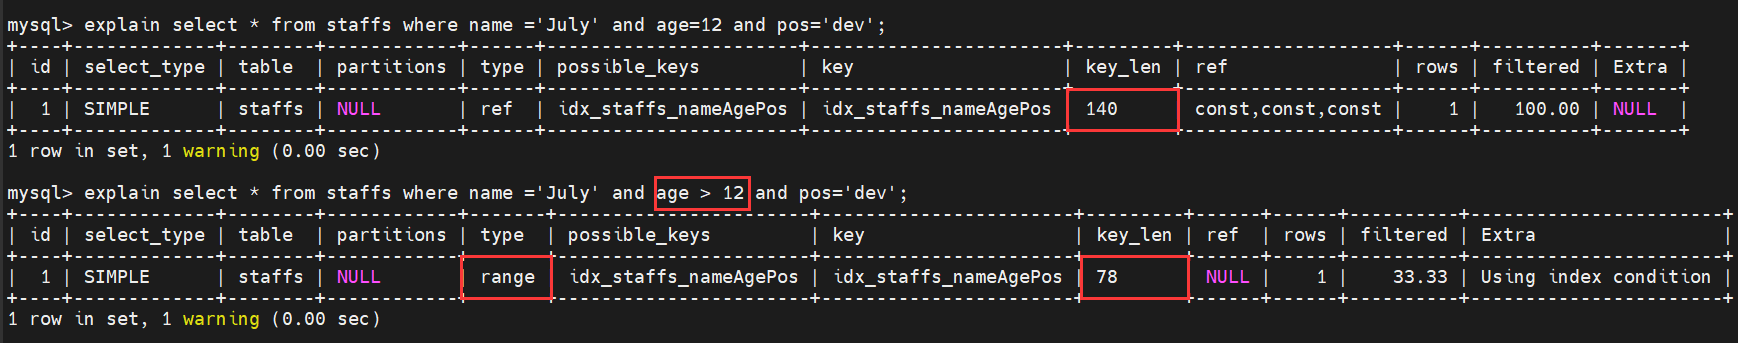 mysql> explain select * from staffs where name ='July' and age=12 and pos='dev';
+----+-------------+--------+------------+------+-----------------------+-----------------------+---------+-------------------+------+----------+-------+
| id | select_type | table  | partitions | type | possible_keys         | key                   | key_len | ref               | rows | filtered | Extra |
+----+-------------+--------+------------+------+-----------------------+-----------------------+---------+-------------------+------+----------+-------+
|  1 | SIMPLE      | staffs | NULL       | ref  | idx_staffs_nameAgePos | idx_staffs_nameAgePos | 140     | const,const,const |    1 |   100.00 | NULL  |
+----+-------------+--------+------------+------+-----------------------+-----------------------+---------+-------------------+------+----------+-------+
1 row in set, 1 warning (0.00 sec)
mysql> explain select * from staffs where name ='July' and age > 12 and pos='dev';
+----+-------------+--------+------------+-------+-----------------------+-----------------------+---------+------+------+----------+-----------------------+
| id | select_type | table  | partitions | type  | possible_keys         | key                   | key_len | ref  | rows | filtered | Extra                 |
+----+-------------+--------+------------+-------+-----------------------+-----------------------+---------+------+------+----------+-----------------------+
|  1 | SIMPLE      | staffs | NULL       | range | idx_staffs_nameAgePos | idx_staffs_nameAgePos | 78      | NULL |    1 |    33.33 | Using index condition |
+----+-------------+--------+------------+-------+-----------------------+-----------------------+---------+------+------+----------+-----------------------+
1 row in set, 1 warning (0.00 sec)